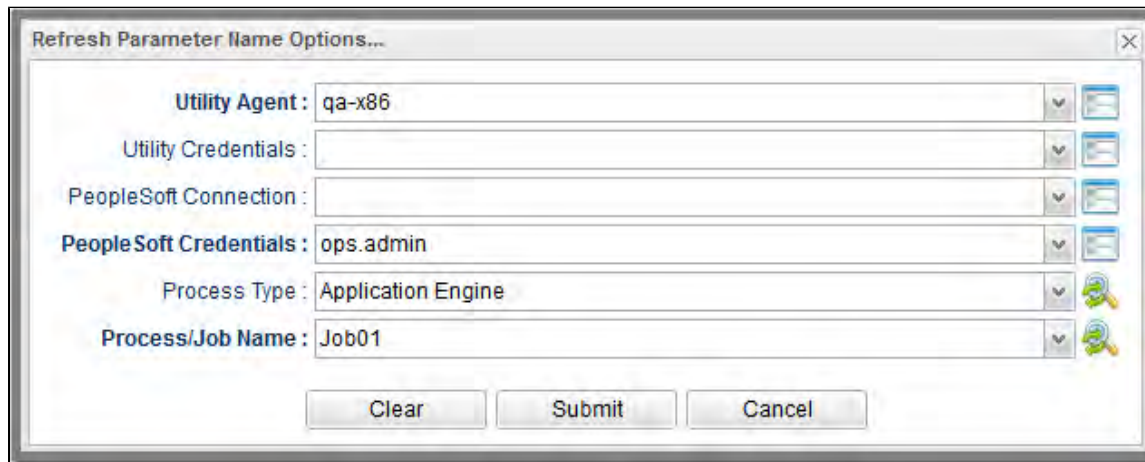 Refresh Parameter Name Options...
Utility Agent : qa-x86
Utility Credentials :
PeopleSoft Connection :
PeopleSoft Credentials : ops.admin
Process Type : Application Engine
Process/Job Name : Job01
Clear Submit Cancel